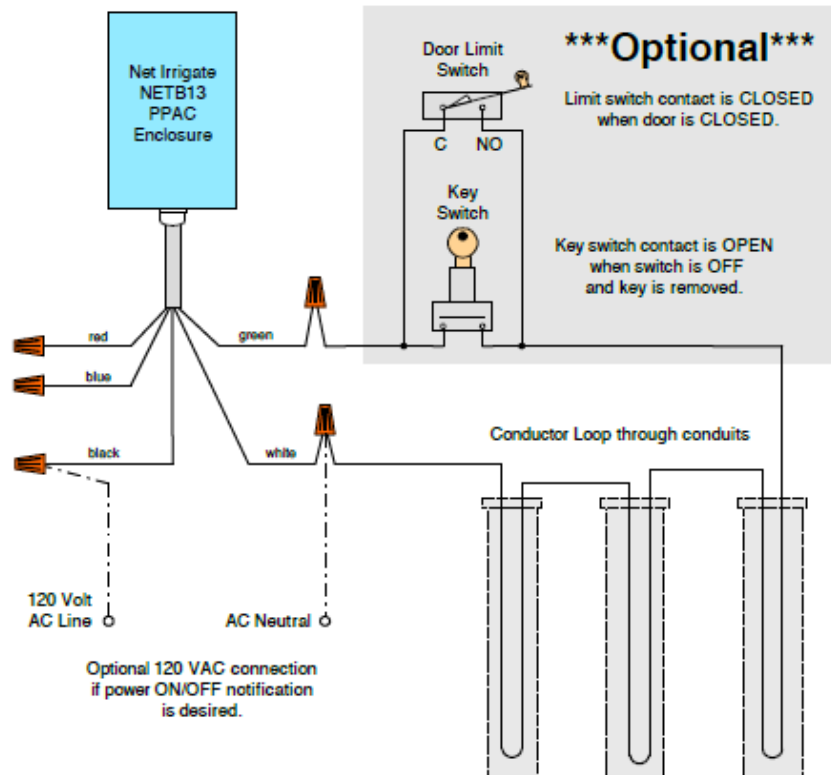 Net Irrigate
NETB13
PPAC
Enclosure
Door Limit
Switch
***Optional***
Limit switch contact is CLOSED
when door is CLOSED.
C NO
Key
Switch
Key switch contact is OPEN
when switch is OFF
and key is removed.
red
green
blue
black
white
Conductor Loop through conduits
120 Volt
AC Line
AC Neutral
Optional 120 VAC connection
if power ON/OFF notification
is desired.